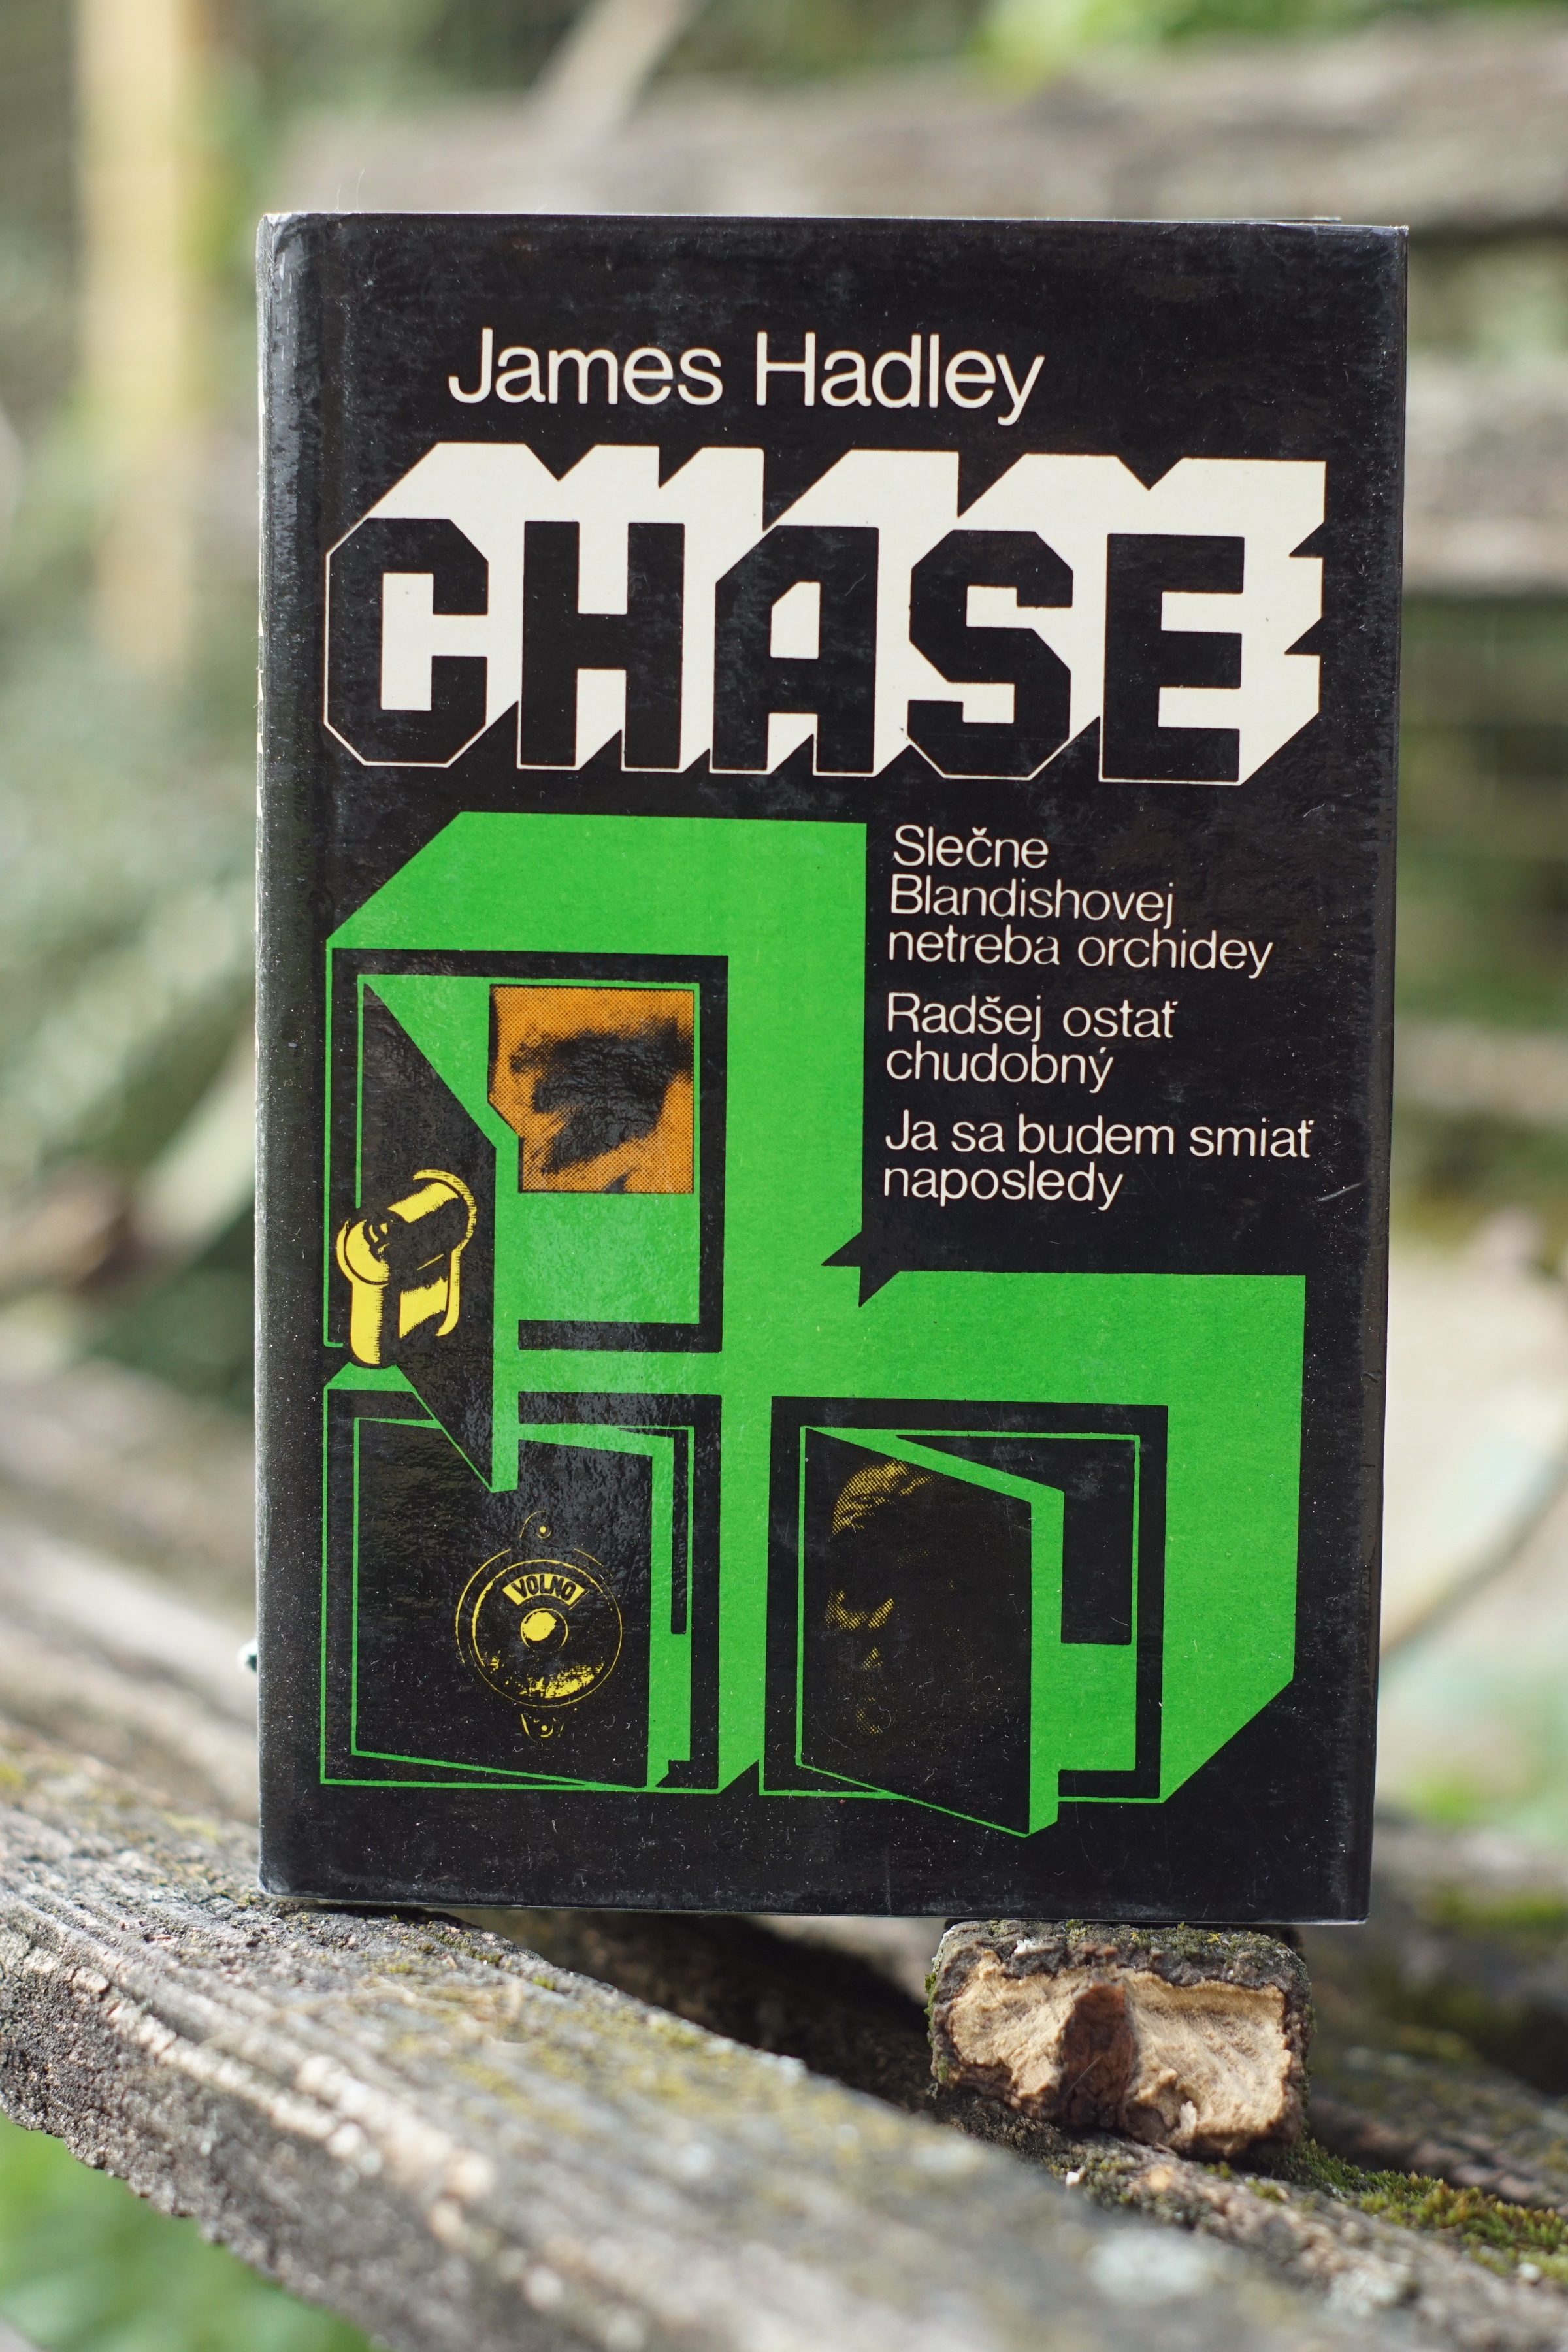 James Hadley
CHASE
Slečne
Blandishovej
netreba orchidey
Radšej ostať
chudobný
Ja sa budem smiať
naposledy
VOLNO